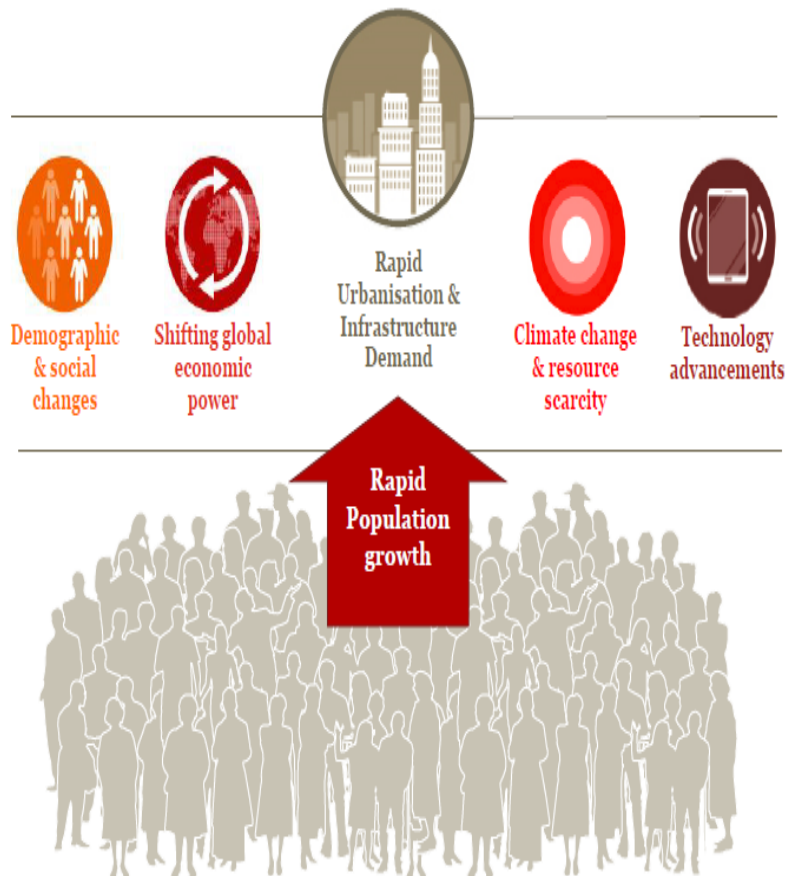 Rapid
Urbanisation &
Infrastructure
Demand
Demographic
& social
changes
Shifting global
economic
power
Climate change
& resource
scarcity
Technology
advancements
Rapid
Population
growth